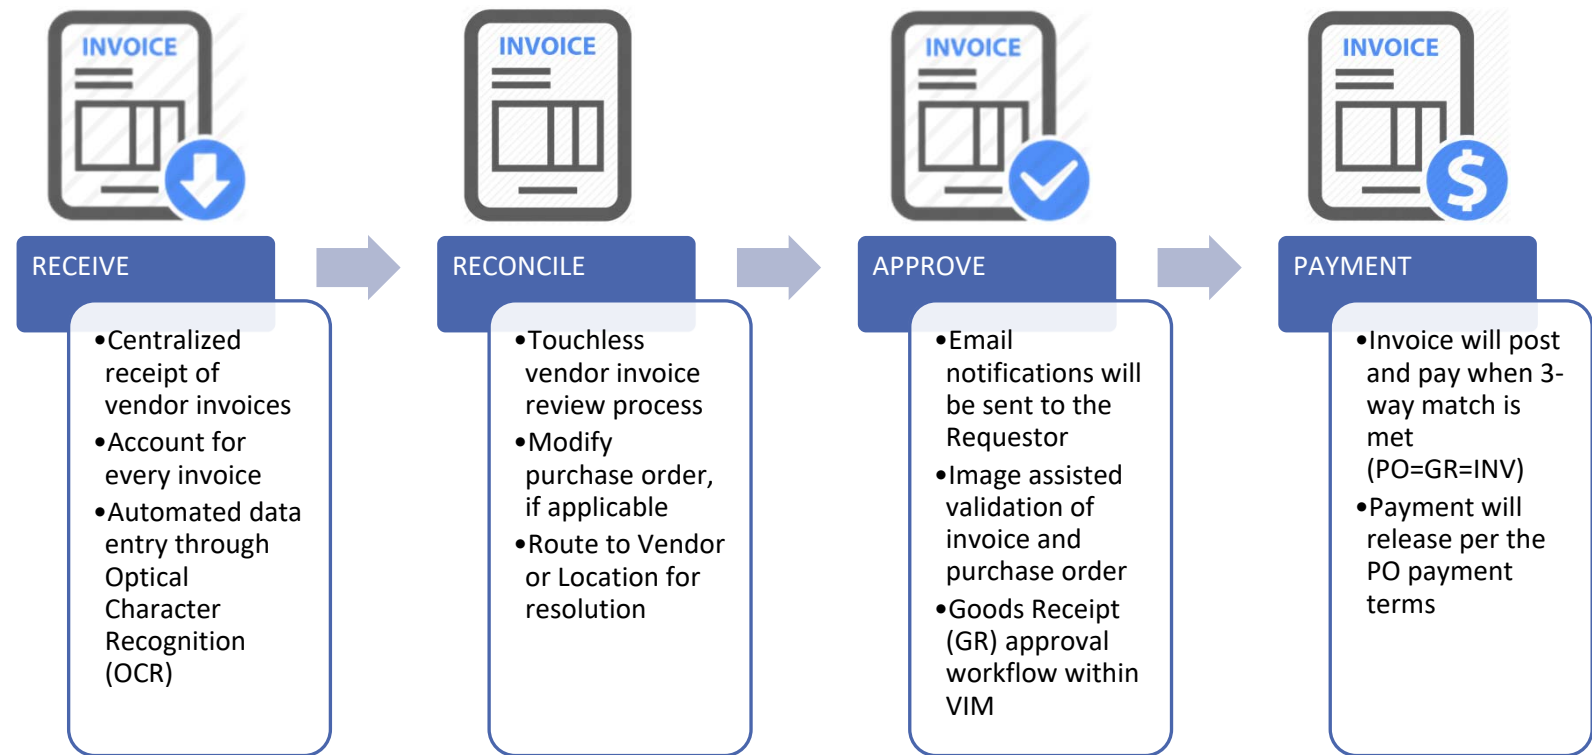 INVOICE
INVOICE
INVOICE
INVOICE
$
RECEIVE
•Centralized
receipt of
vendor invoices
•Account for
every invoice
•Automated data
entry through
Optical
Character
Recognition
(OCR)
RECONCILE
•Touchless
vendor invoice
review process
•Modify
purchase order,
if applicable
•Route to Vendor
or Location for
resolution
APPROVE
•Email
notifications will
be sent to the
Requestor
•Image assisted
validation of
invoice and
purchase order
•Goods Receipt
(GR) approval
workflow within
VIM
PAYMENT
•Invoice will post
and pay when 3-
way match is
met
(PO=GR=INV)
•Payment will
release per the
PO payment
terms